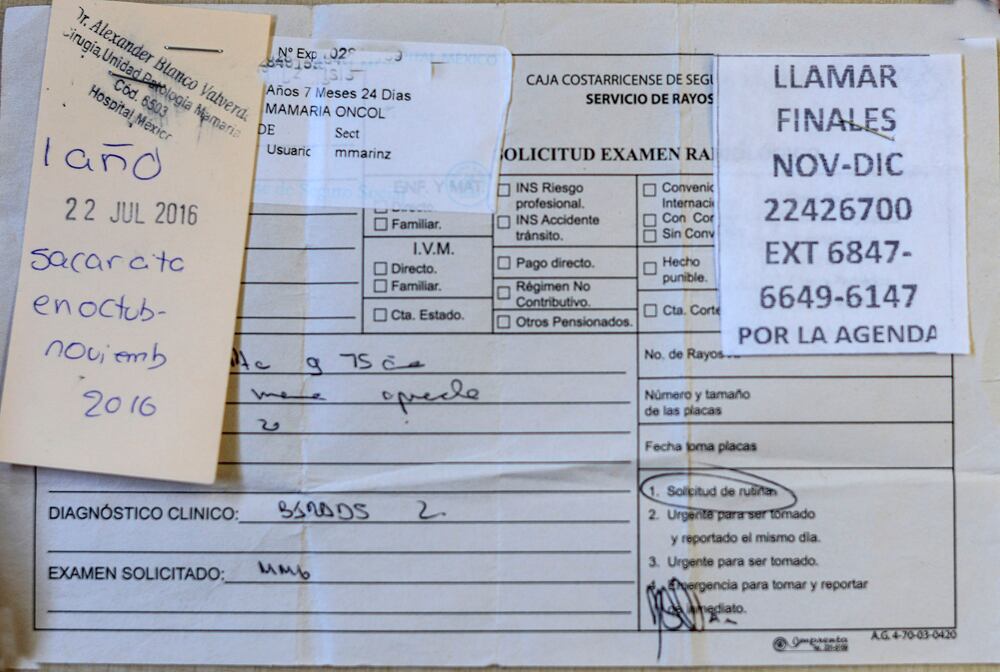 Dr. Alexander Blanco Valverde
Cirugía, Unidad Patología Mamaria
Cód. 6503
Hospital México
1 año
22 JUL 2016
sacar cita
en octub-
noviemb
2016
N° Exp
Años 7 Meses 24 Dias
MAMARIA ONCOL
DE Sect
Usuaric mmarinz
CAJA COSTARRICENSE DE SEGU
SERVICIO DE RAYOS
SOLICITUD EXAMEN RA
LLAMAR
FINALES
NOV-DIC
22426700
EXT 6847-
6649-6147
POR LA AGENDA
ENF. Y MAT.
Directo.
Familiar.
I.V.M.
Directo.
Familiar.
Cta. Estado.
INS Riesgo
profesional.
INS Accidente
tránsito.
Pago directo.
Régimen No
Contributivo.
Otros Pensionados.
Convenio
Internaci
Con Cor
Sin Conv
Hecho
punible.
Cta. Corte
No. de Rayos
Número y tamaño
de las placas
Fecha toma placas
1. Solicitud de rutina.
2. Urgente para ser tomado
y reportado el mismo día.
3. Urgente para ser tomado.
4. Emergencia para tomar y reportar
de inmediato.
DIAGNÓSTICO CLINICO: BIRADS 2
EXAMEN SOLICITADO:
Imprenta
A.G. 4-70-03-0420